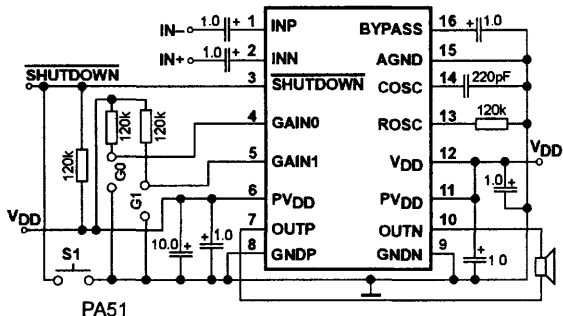 IN– 1.0 + 1 INP BYPASS 16 + 1.0
IN+ 1.0 + 2 INN AGND 15
SHUTDOWN 3 SHUTDOWN COSC 14 220pF
120k 120k 4 GAIN0 ROSC 13 120k
120k G0 5 GAIN1 VDD 12 VDD
G1 6 PVDD PVDD 11 1.0 +
VDD 10.0 + + 1.0 7 OUTP OUTN 10
8 GNDP GNDN 9 + 1.0
S1
PA51